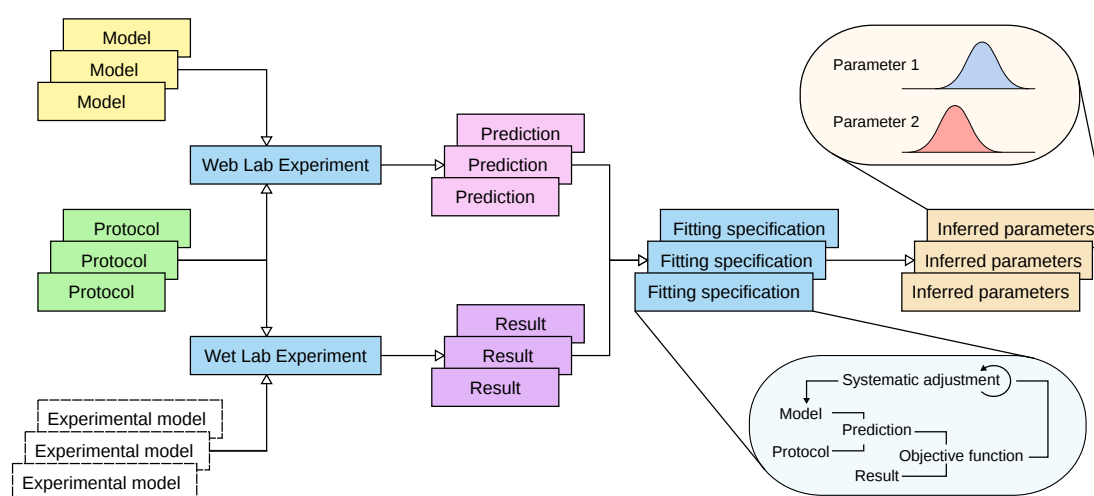 Model
Model
Model
Web Lab Experiment
Prediction
Prediction
Prediction
Parameter 1
Parameter 2
Protocol
Protocol
Protocol
Fitting specification
Fitting specification
Fitting specification
Inferred parameters
Inferred parameters
Inferred parameters
Wet Lab Experiment
Result
Result
Result
Experimental model
Experimental model
Experimental model
Systematic adjustment
Model
Prediction
Protocol
Objective function
Result